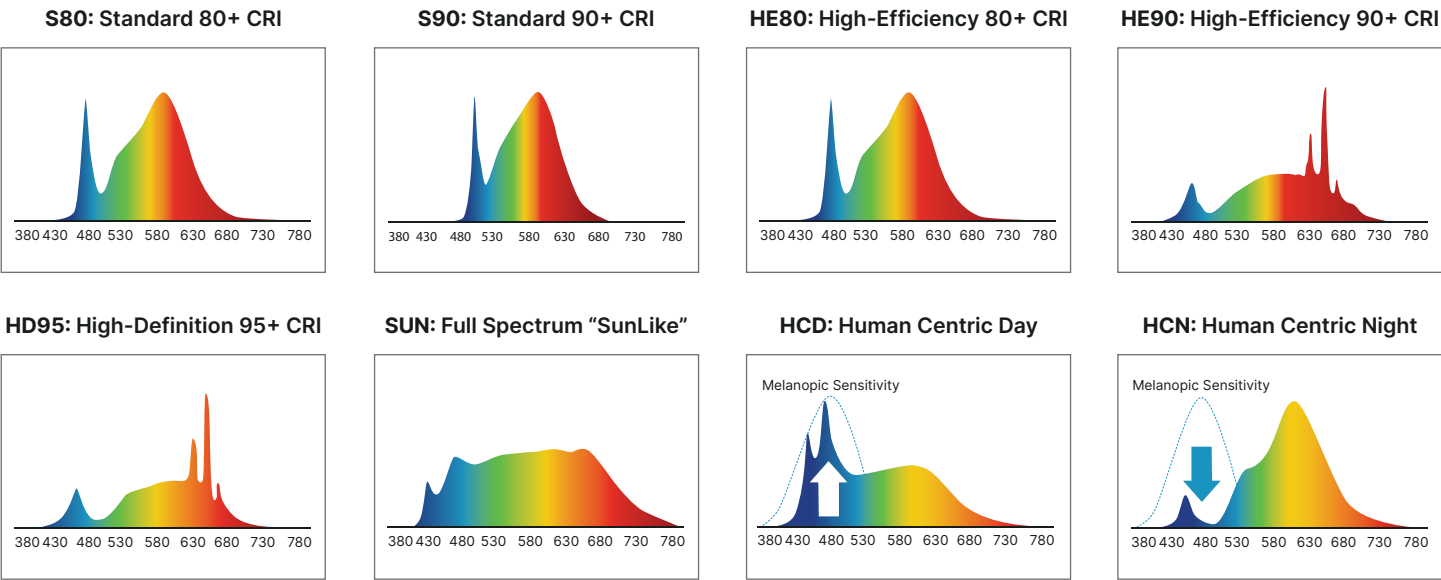 S80: Standard 80+ CRI
S90: Standard 90+ CRI
HE80: High-Efficiency 80+ CRI
HE90: High-Efficiency 90+ CRI
380 430 480 530 580 630 680 730 780
380 430 480 530 580 630 680 730 780
380 430 480 530 580 630 680 730 780
380 430 480 530 580 630 680 730 780
HD95: High-Definition 95+ CRI
SUN: Full Spectrum “SunLike”
HCD: Human Centric Day
HCN: Human Centric Night
Melanopic Sensitivity
Melanopic Sensitivity
380 430 480 530 580 630 680 730 780
380 430 480 530 580 630 680 730 780
380 430 480 530 580 630 680 730 780
380 430 480 530 580 630 680 730 780